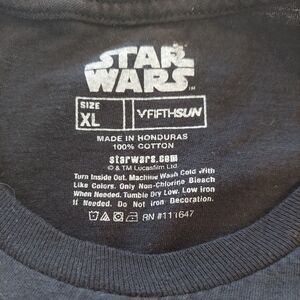 STAR
WARS™
SIZE
XL
FIFTHSUN
MADE IN HONDURAS
100% COTTON
starwars.com
© & TM Lucasfilm Ltd.
Turn Inside Out. Machine Wash Cold With
Like Colors. Only Non-Chlorine Bleach
When Needed. Tumble Dry Low. Low Iron
If Needed. Do Not Iron Decoration.
RN #111647